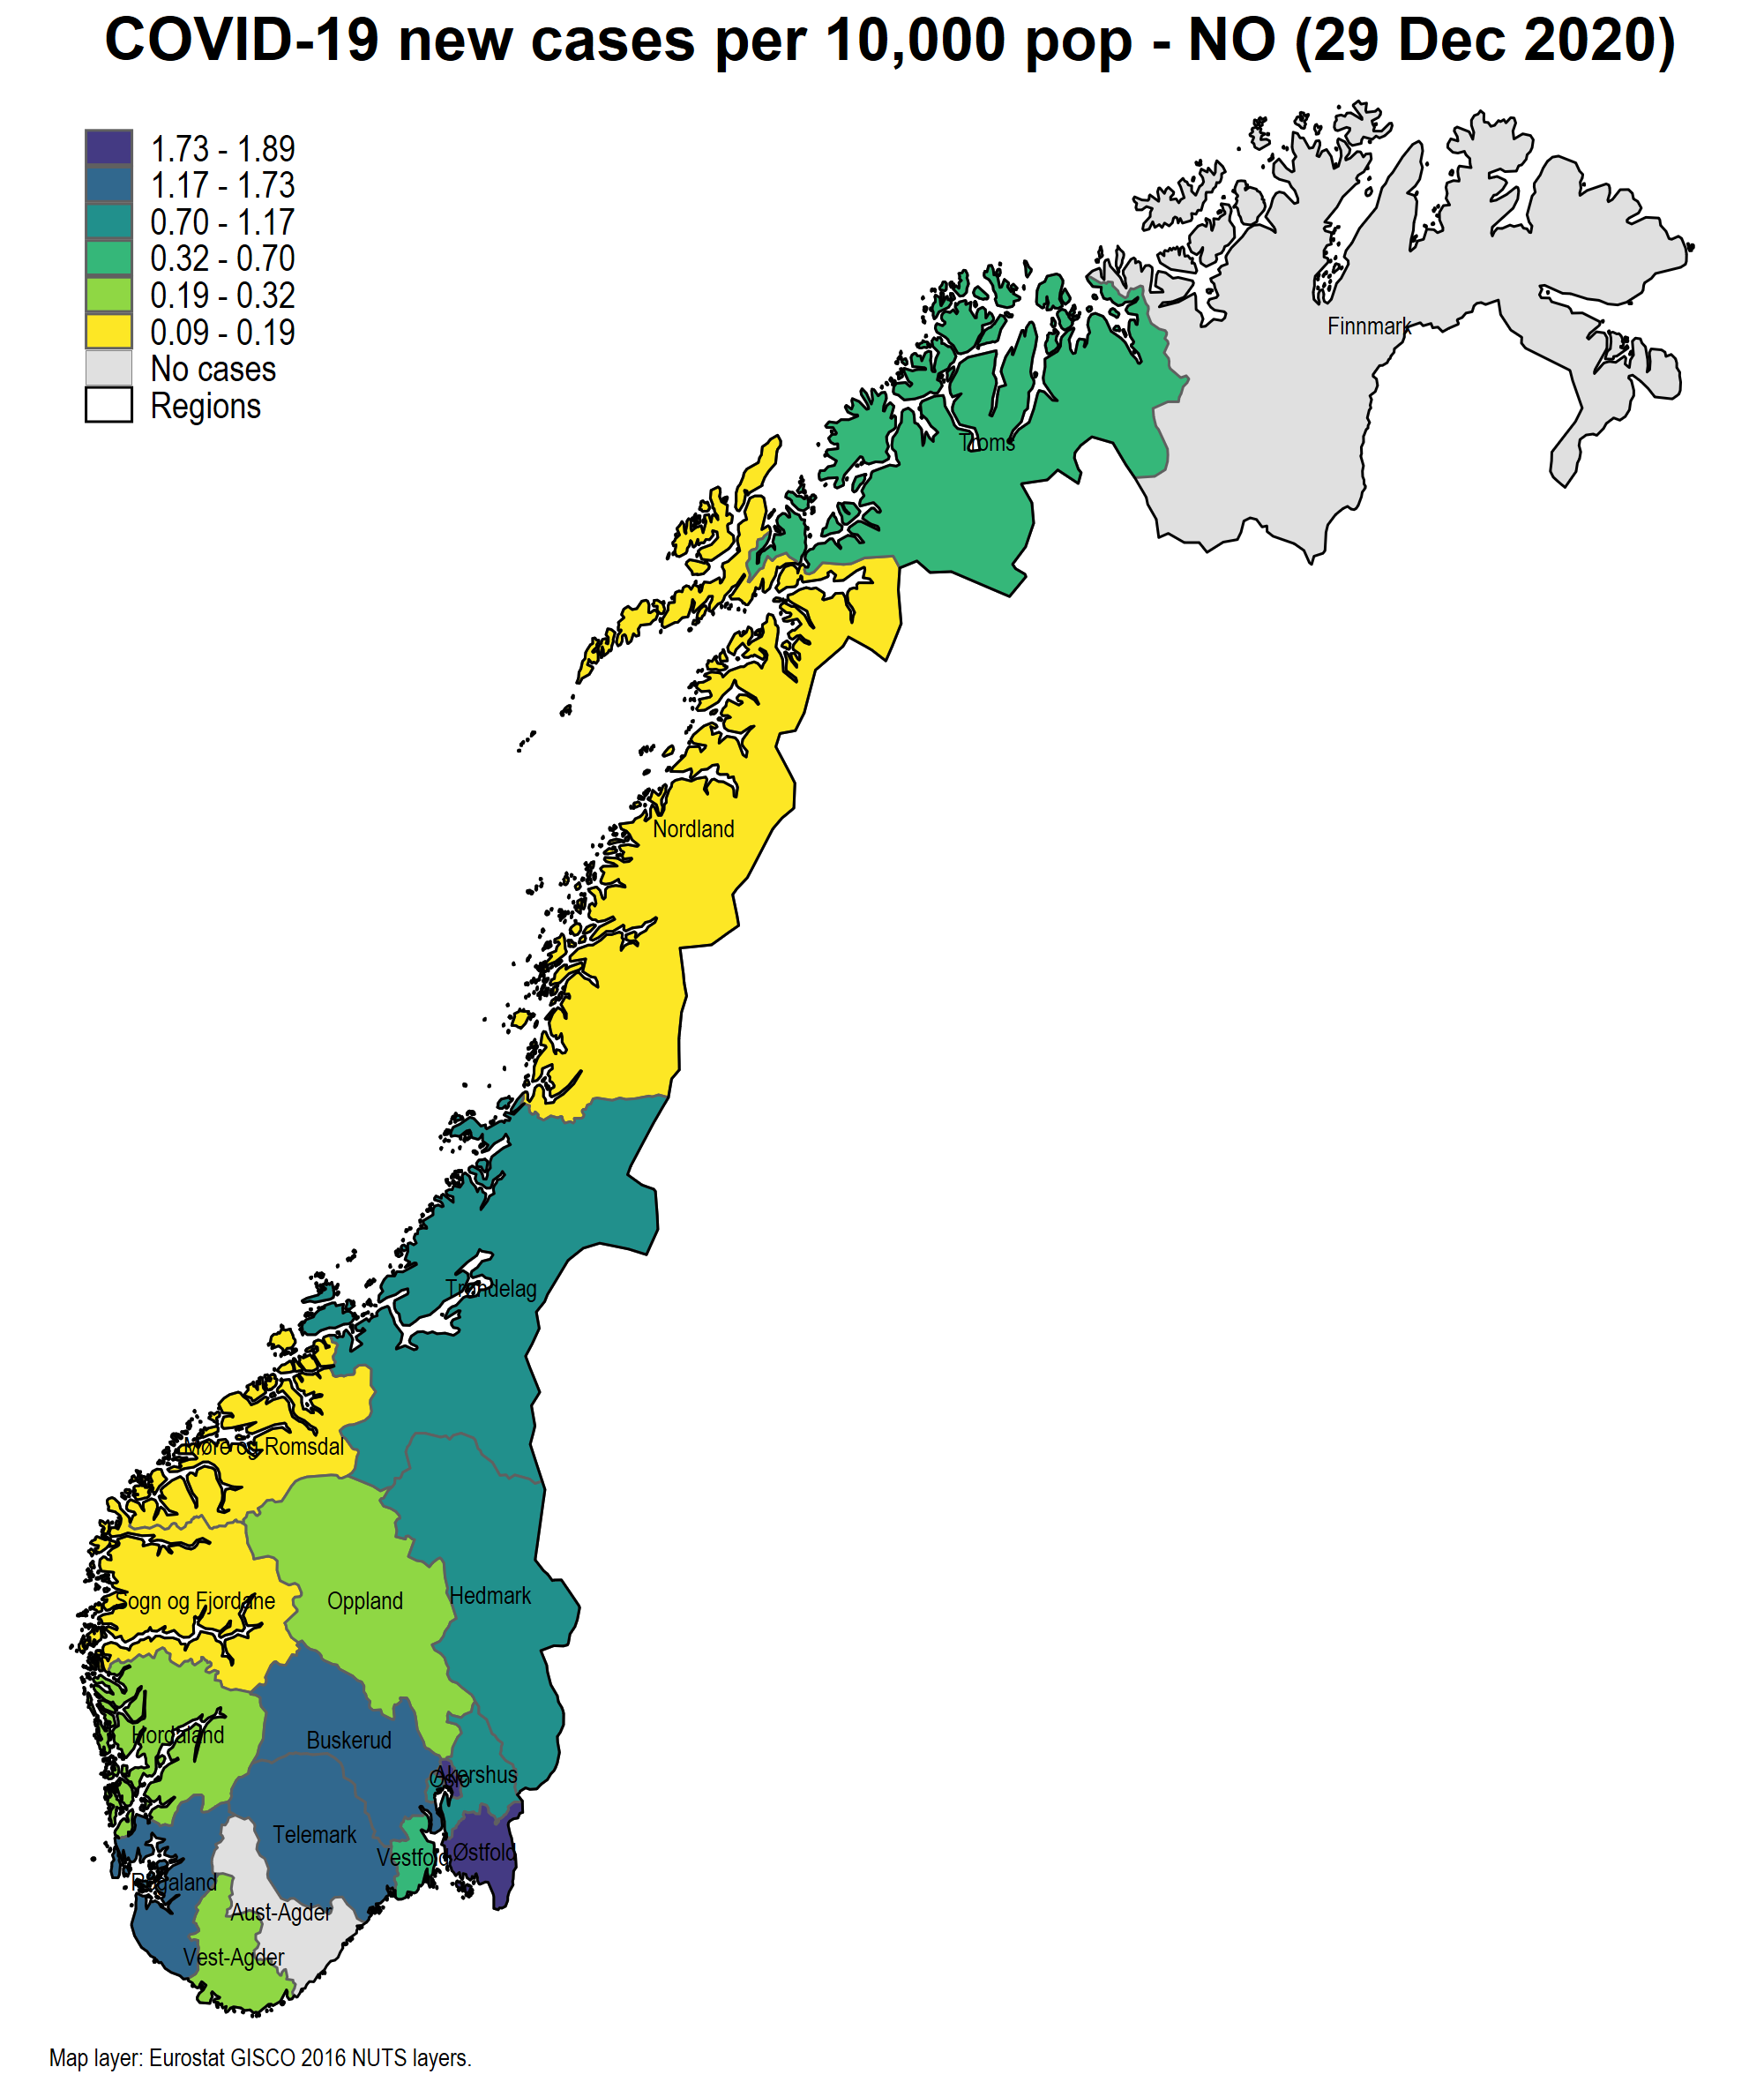 COVID-19 new cases per 10,000 pop - NO (29 Dec 2020)
1.73 - 1.89
1.17 - 1.73
0.70 - 1.17
0.32 - 0.70
0.19 - 0.32
0.09 - 0.19
No cases
Regions
Finnmark
Troms
Nordland
Trøndelag
Møre og Romsdal
Hedmark
Sogn og Fjordane
Oppland
Hordaland
Buskerud
Oslo
Akershus
Telemark
Vestfold
Østfold
Rogaland
Aust-Agder
Vest-Agder
Map layer: Eurostat GISCO 2016 NUTS layers.